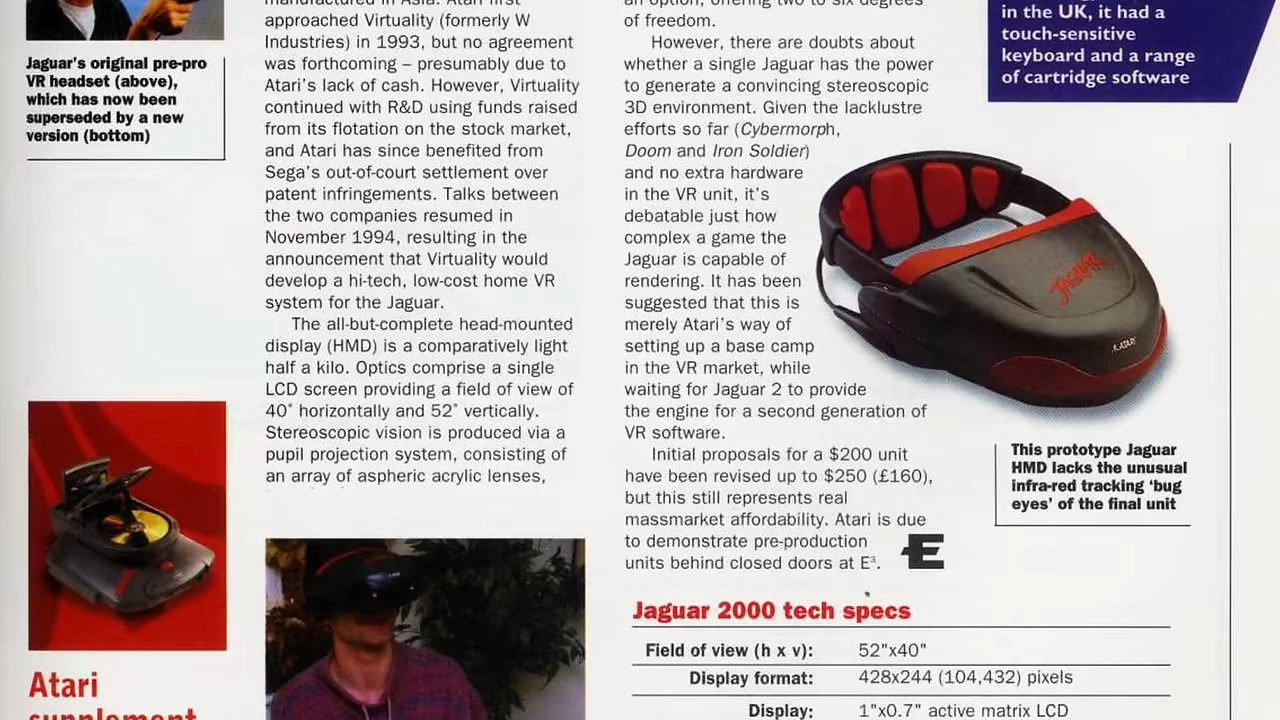 Jaguar's original pre-pro
VR headset (above),
which has now been
superseded by a new
version (bottom)
Atari
supplement
manufactured in Asia. Atari first
approached Virtuality (formerly W
Industries) in 1993, but no agreement
was forthcoming – presumably due to
Atari's lack of cash. However, Virtuality
continued with R&D using funds raised
from its flotation on the stock market,
and Atari has since benefited from
Sega's out-of-court settlement over
patent infringements. Talks between
the two companies resumed in
November 1994, resulting in the
announcement that Virtuality would
develop a hi-tech, low-cost home VR
system for the Jaguar.
The all-but-complete head-mounted
display (HMD) is a comparatively light
half a kilo. Optics comprise a single
LCD screen providing a field of view of
40˚ horizontally and 52˚ vertically.
Stereoscopic vision is produced via a
pupil projection system, consisting of
an array of aspheric acrylic lenses,
an option, offering two to six degrees
of freedom.
However, there are doubts about
whether a single Jaguar has the power
to generate a convincing stereoscopic
3D environment. Given the lacklustre
efforts so far (Cybermorph,
Doom and Iron Soldier)
and no extra hardware
in the VR unit, it's
debatable just how
complex a game the
Jaguar is capable of
rendering. It has been
suggested that this is
merely Atari's way of
setting up a base camp
in the VR market, while
waiting for Jaguar 2 to provide
the engine for a second generation of
VR software.
Initial proposals for a $200 unit
have been revised up to $250 (£160),
but this still represents real
massmarket affordability. Atari is due
to demonstrate pre-production
units behind closed doors at E³.
E
in the UK, it had a
touch-sensitive
keyboard and a range
of cartridge software
JAGUAR
ATARI
This prototype Jaguar
HMD lacks the unusual
infra-red tracking 'bug
eyes' of the final unit
Jaguar 2000 tech specs
Field of view (h x v): 52"x40"
Display format: 428x244 (104,432) pixels
Display: 1"x0.7" active matrix LCD